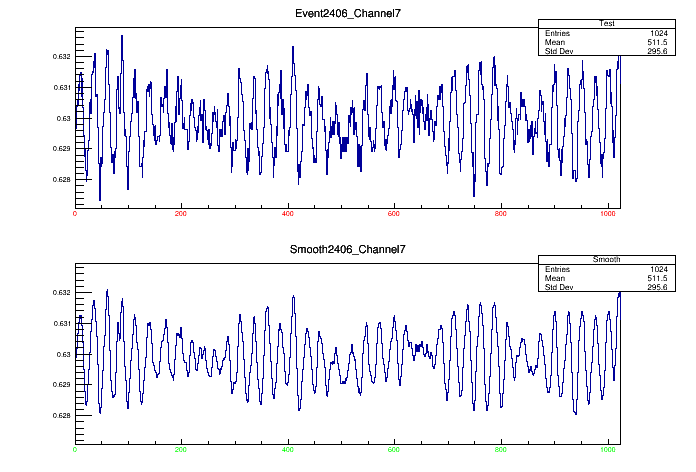 Event2406_Channel7
Test
Entries 1024
Mean 511.5
Std Dev 295.6
0.632
0.631
0.63
0.629
0.628
0 200 400 600 800 1000
Smooth2406_Channel7
Smooth
Entries 1024
Mean 511.5
Std Dev 295.6
0.632
0.631
0.63
0.629
0.628
0 200 400 600 800 1000